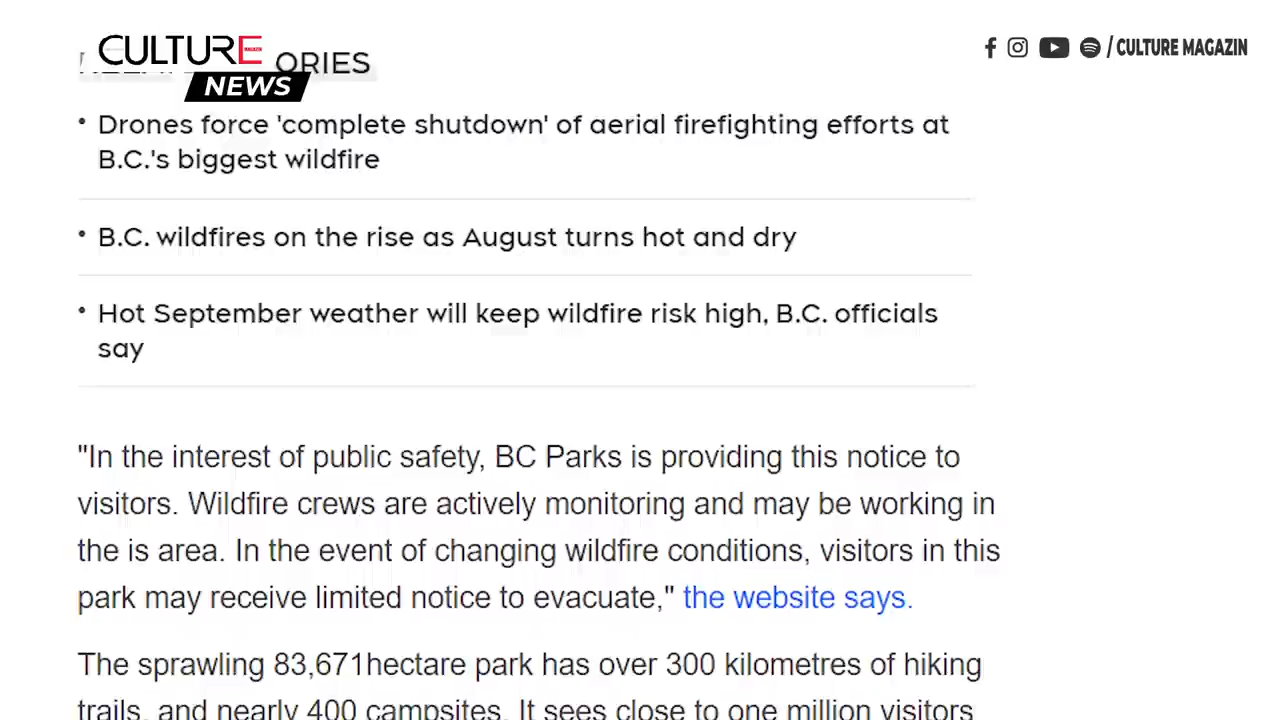 CULTURE
NEWS
ORIES
/ CULTURE MAGAZIN
• Drones force 'complete shutdown' of aerial firefighting efforts at
B.C.'s biggest wildfire
• B.C. wildfires on the rise as August turns hot and dry
• Hot September weather will keep wildfire risk high, B.C. officials
say
"In the interest of public safety, BC Parks is providing this notice to
visitors. Wildfire crews are actively monitoring and may be working in
the is area. In the event of changing wildfire conditions, visitors in this
park may receive limited notice to evacuate," the website says.
The sprawling 83,671hectare park has over 300 kilometres of hiking
trails, and nearly 400 campsites. It sees close to one million visitors